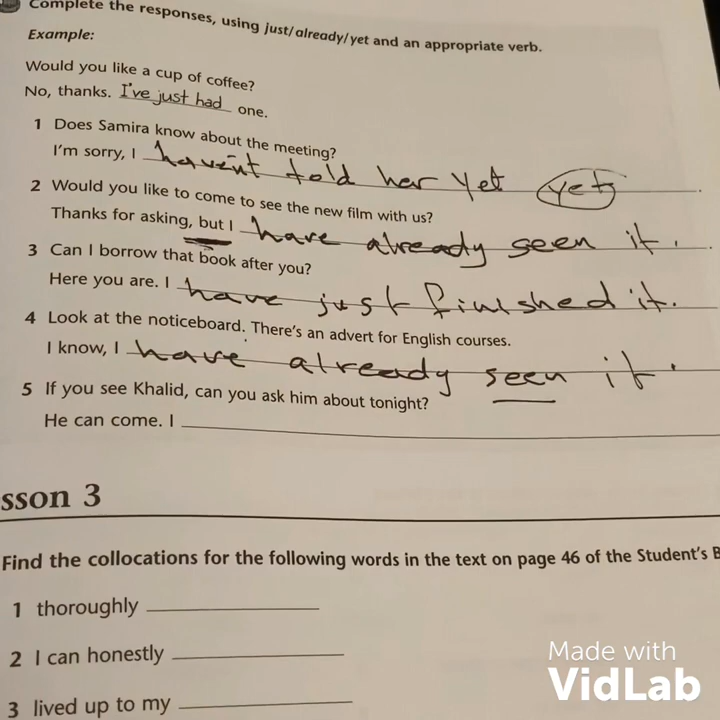 Complete the responses, using just/already/yet and an appropriate verb.
Example:
Would you like a cup of coffee?
No, thanks. I've just had one.
1 Does Samira know about the meeting?
I'm sorry, I haven't told her yet yet
2 Would you like to come to see the new film with us?
Thanks for asking, but I have already seen it.
3 Can I borrow that book after you?
Here you are. I have just finished it.
4 Look at the noticeboard. There's an advert for English courses.
I know, I have already seen it.
5 If you see Khalid, can you ask him about tonight?
He can come. I
sson 3
Find the collocations for the following words in the text on page 46 of the Student's B
1 thoroughly
2 I can honestly
3 lived up to my
Made with
VidLab